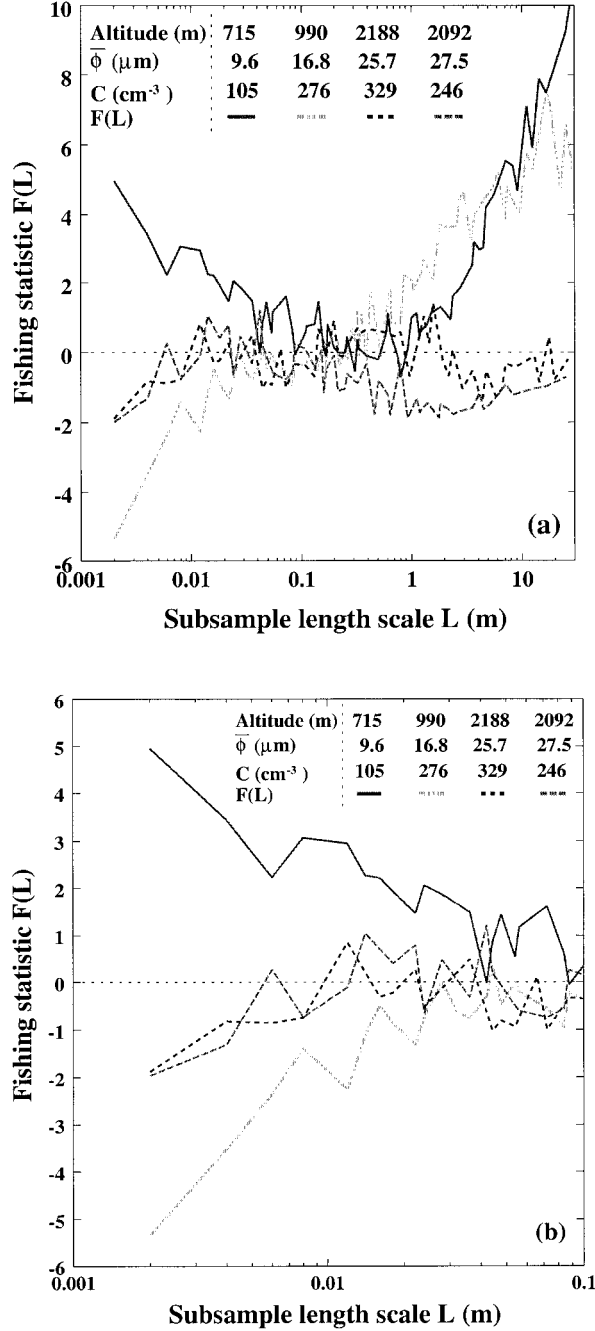 Altitude (m) 715 990 2188 2092
ϕ̅ (μm) 9.6 16.8 25.7 27.5
C (cm⁻³) 105 276 329 246
F(L)
10
8
6
4
2
0
-2
-4
-6
Fishing statistic F(L)
(a)
0.001 0.01 0.1 1 10
Subsample length scale L (m)
Altitude (m) 715 990 2188 2092
ϕ̅ (μm) 9.6 16.8 25.7 27.5
C (cm⁻³) 105 276 329 246
F(L)
6
5
4
3
2
1
0
-1
-2
-3
-4
-5
-6
Fishing statistic F(L)
(b)
0.001 0.01 0.1
Subsample length scale L (m)